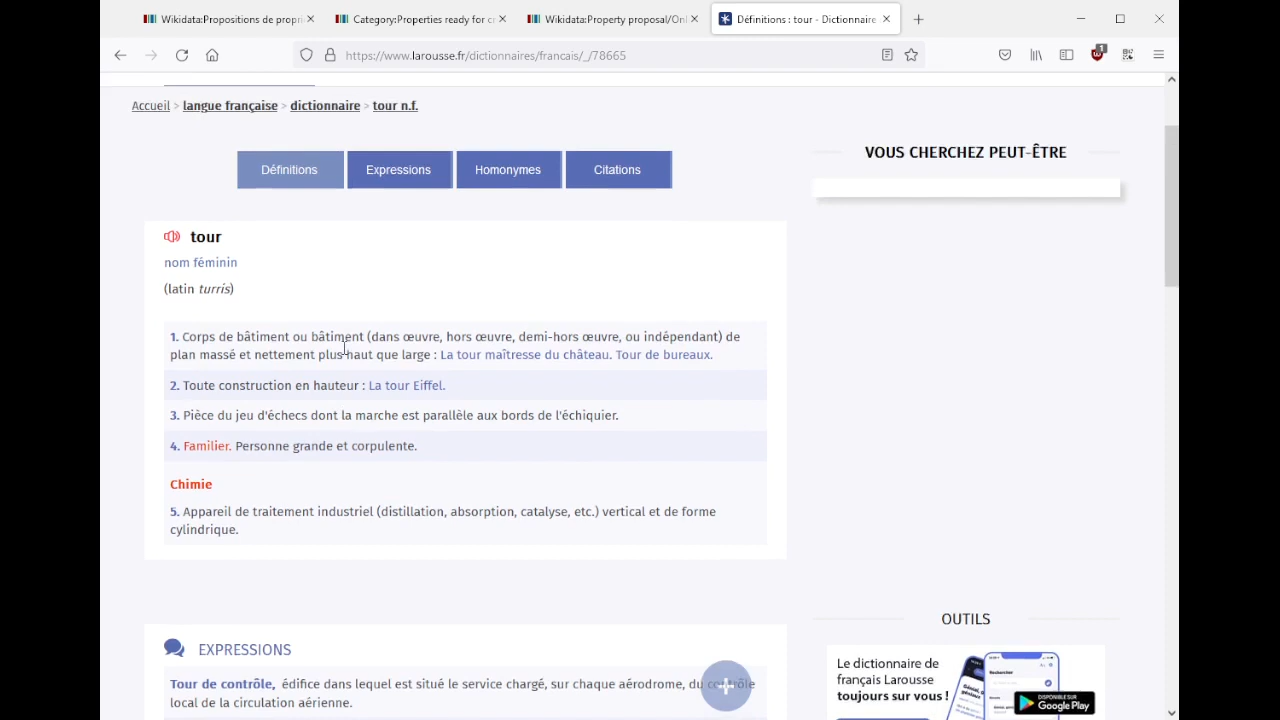 Wikidata:Propositions de propri
Category:Properties ready for cr
Wikidata:Property proposal/Onl
Définitions : tour - Dictionnaire
https://www.larousse.fr/dictionnaires/francais/_/78665
1
Accueil > langue française > dictionnaire > tour n.f.
Définitions
Expressions
Homonymes
Citations
VOUS CHERCHEZ PEUT-ÊTRE
tour
nom féminin
(latin turris)
1. Corps de bâtiment ou bâtiment (dans œuvre, hors œuvre, demi-hors œuvre, ou indépendant) de
plan massé et nettement plus haut que large : La tour maîtresse du château. Tour de bureaux.
2. Toute construction en hauteur : La tour Eiffel.
3. Pièce du jeu d'échecs dont la marche est parallèle aux bords de l'échiquier.
4. Familier. Personne grande et corpulente.
Chimie
5. Appareil de traitement industriel (distillation, absorption, catalyse, etc.) vertical et de forme
cylindrique.
EXPRESSIONS
Tour de contrôle, dans lequel est situé le service chargé, sur chaque aérodrome, du contrôle
local de la circulation aérienne.
OUTILS
Le dictionnaire de
français Larousse
toujours sur vous !
Rechercher
DISPONIBLE SUR
Google Play